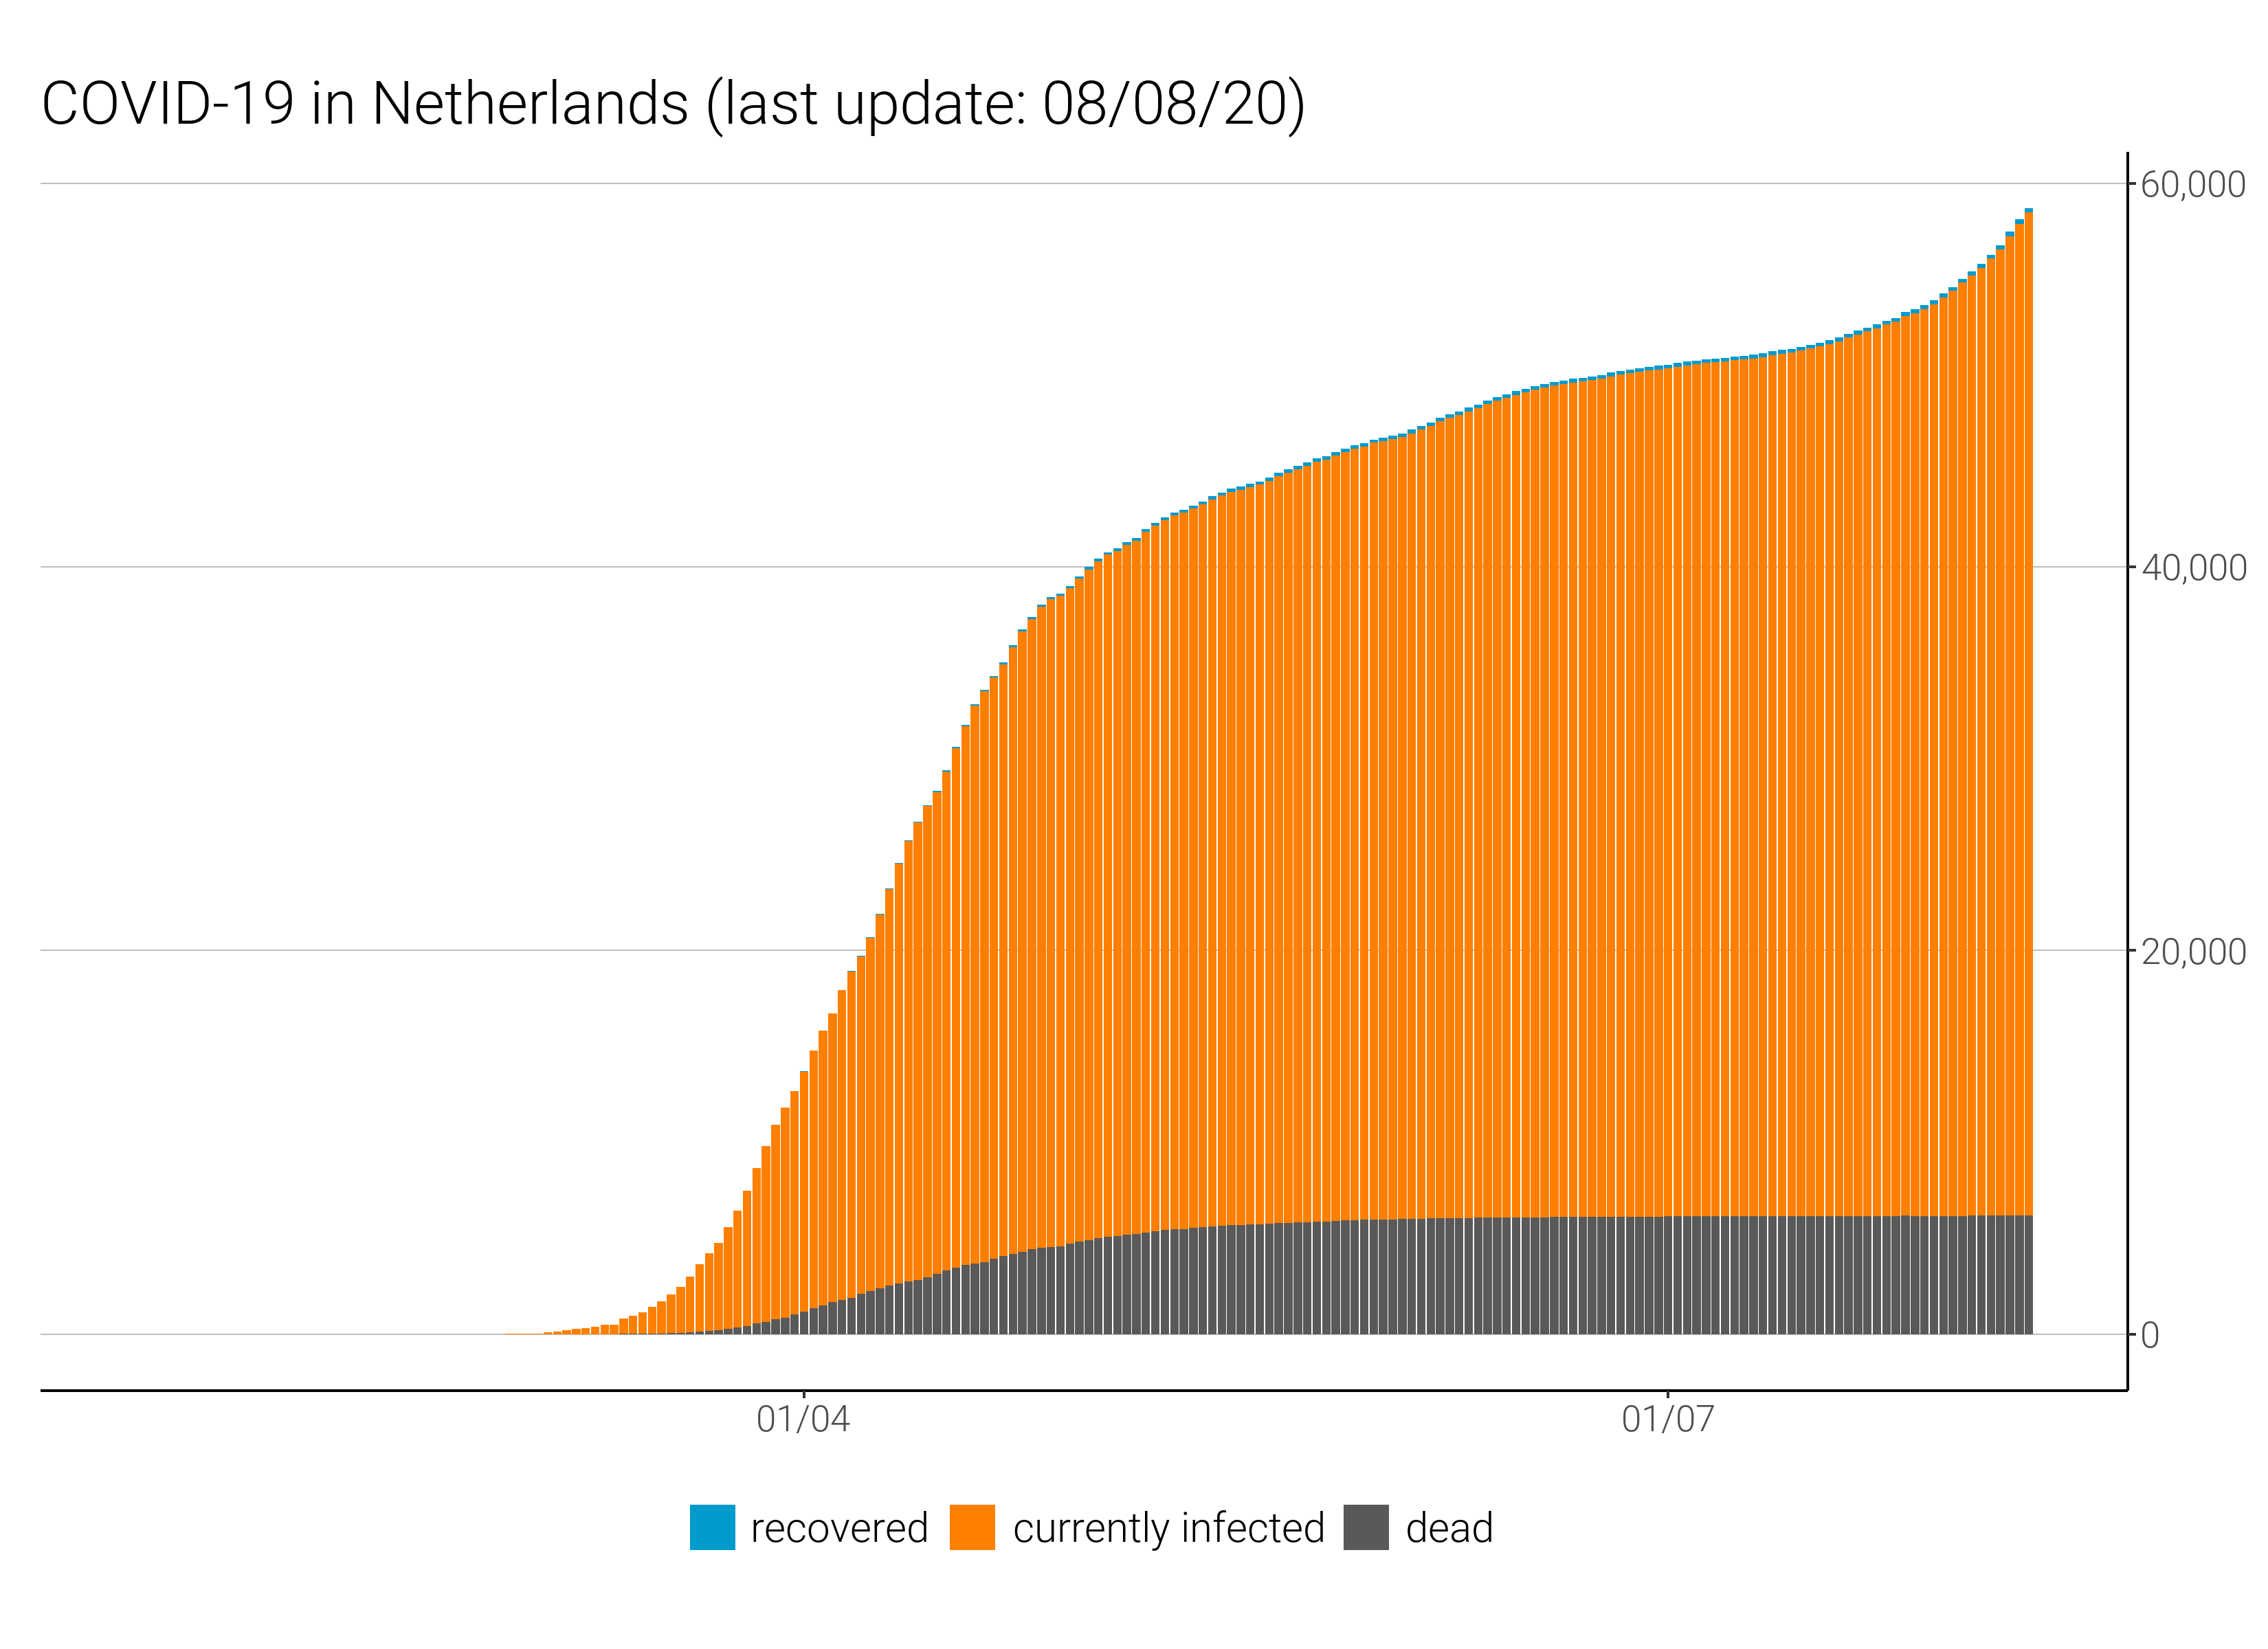 COVID-19 in Netherlands (last update: 08/08/20)
60,000
40,000
20,000
0
01/04 01/07
recovered currently infected dead